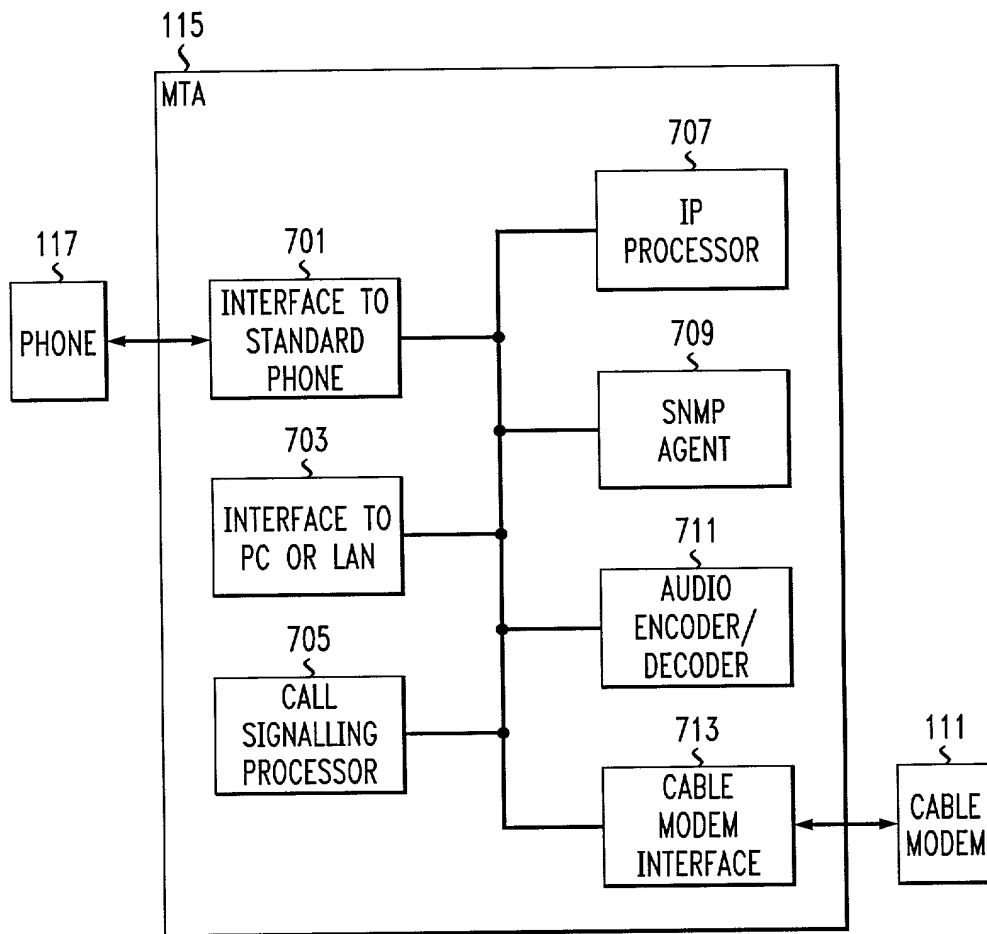 115
MTA
707
IP
PROCESSOR
117
PHONE
701
INTERFACE TO
STANDARD
PHONE
709
SNMP
AGENT
703
INTERFACE TO
PC OR LAN
711
AUDIO
ENCODER/
DECODER
705
CALL
SIGNALLING
PROCESSOR
713
CABLE
MODEM
INTERFACE
111
CABLE
MODEM